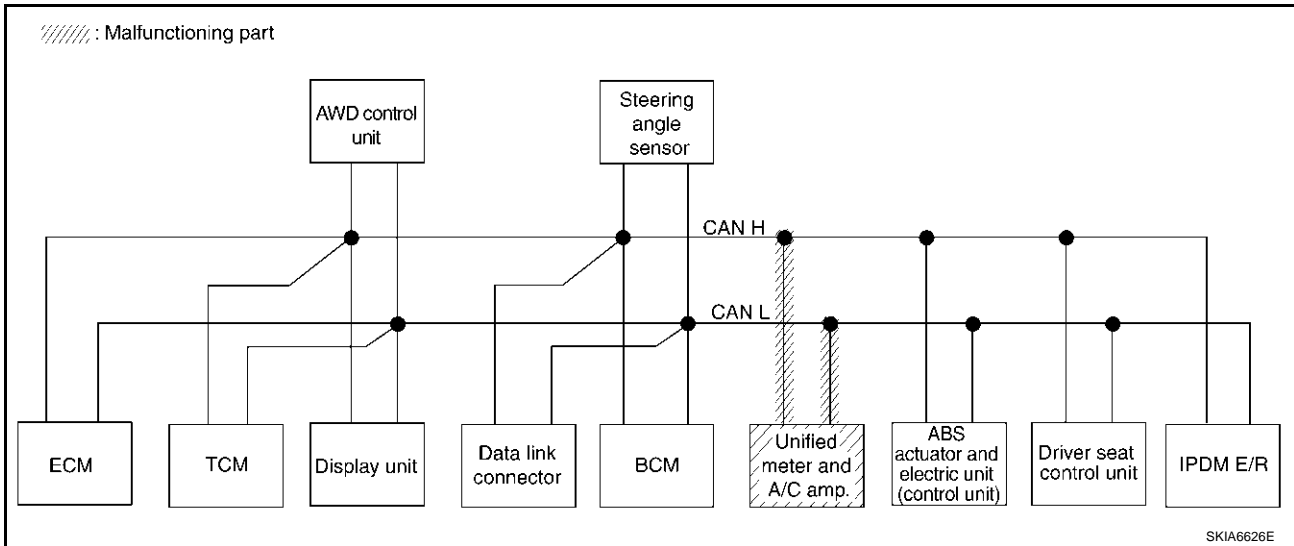 : Malfunctioning part
AWD control
unit
Steering
angle
sensor
CAN H
CAN L
ECM
TCM
Display unit
Data link
connector
BCM
Unified
meter and
A/C amp.
ABS
actuator and
electric unit
(control unit)
Driver seat
control unit
IPDM E/R
SKIA6626E